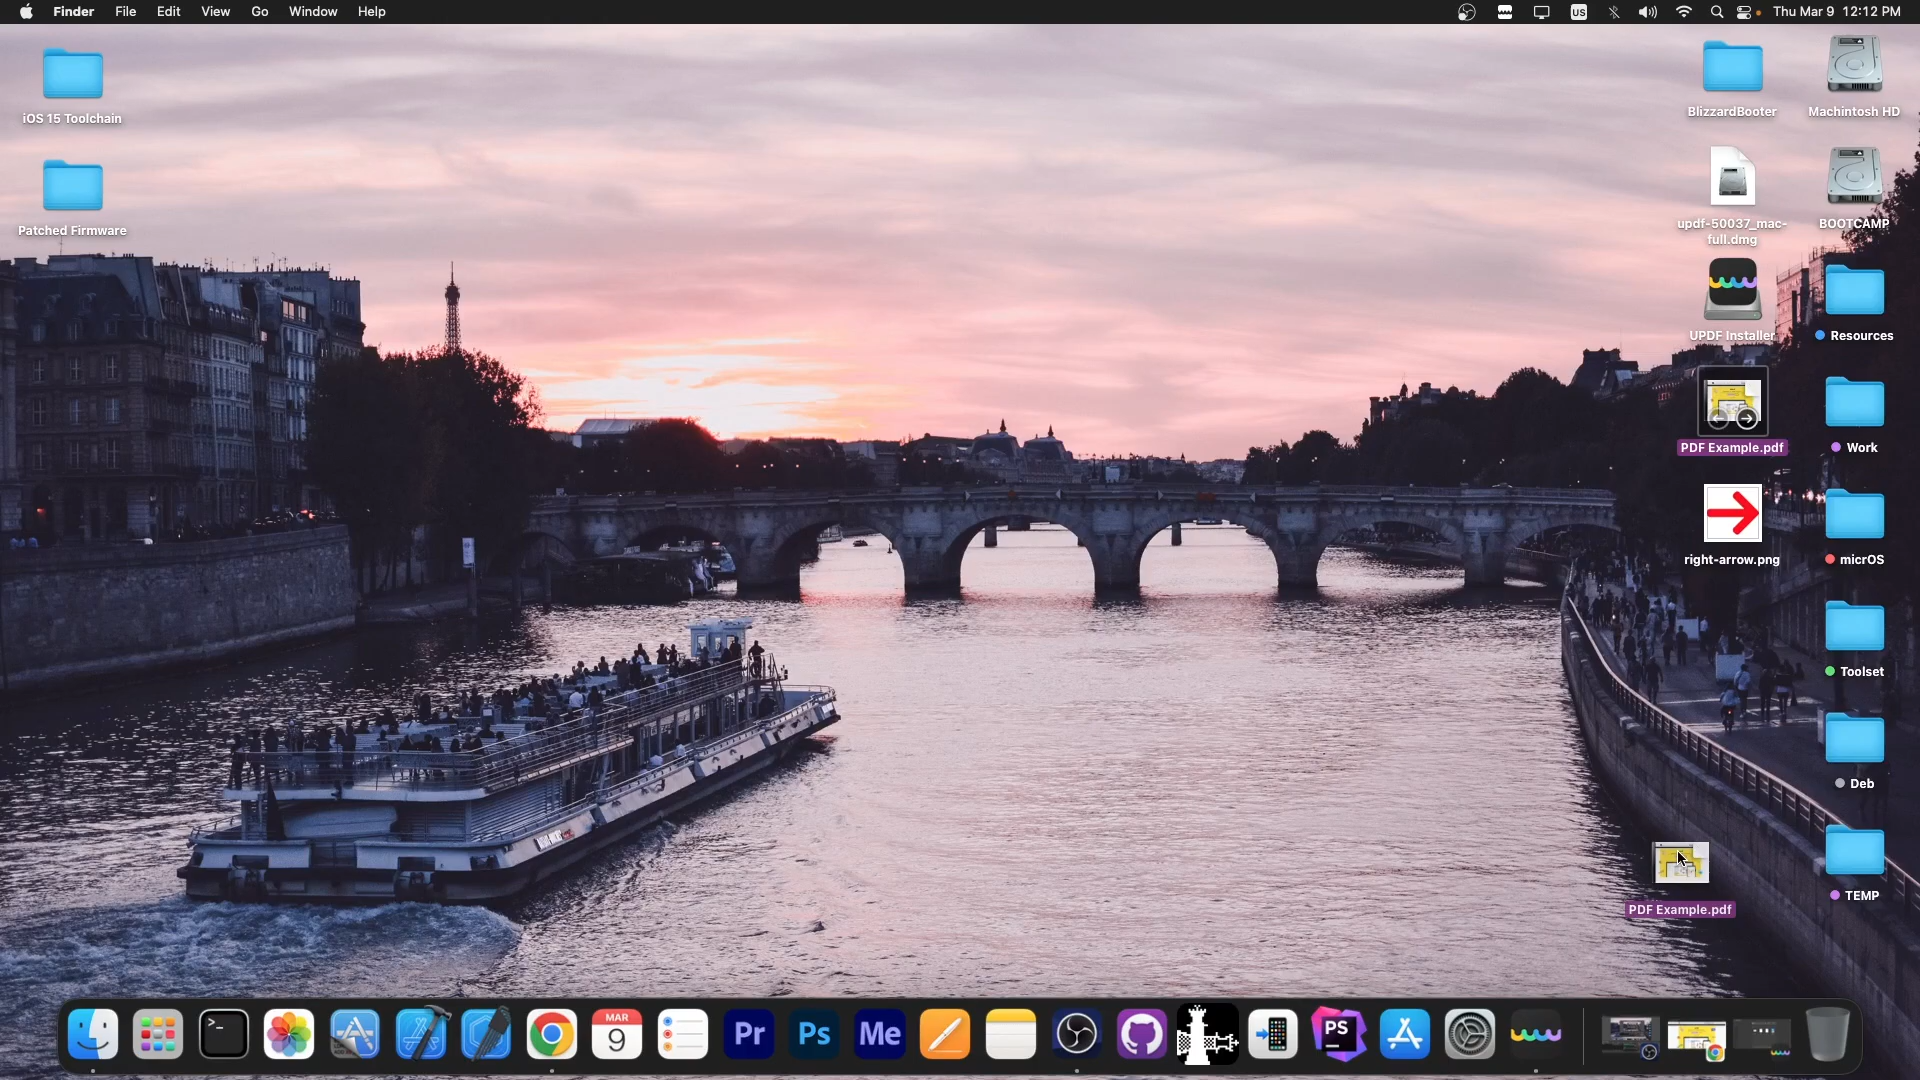 Finder File Edit View Go Window Help
US
Thu Mar 9 12:12 PM
iOS 15 Toolchain
Patched Firmware
BlizzardBooter
Machintosh HD
updf-50037_mac-
full.dmg
BOOTCAMP
UPDF Installer
Resources
PDF Example.pdf
Work
right-arrow.png
micrOS
Toolset
Deb
PDF Example.pdf
TEMP
>_
MAR
9
Pr
Ps
Me
PS